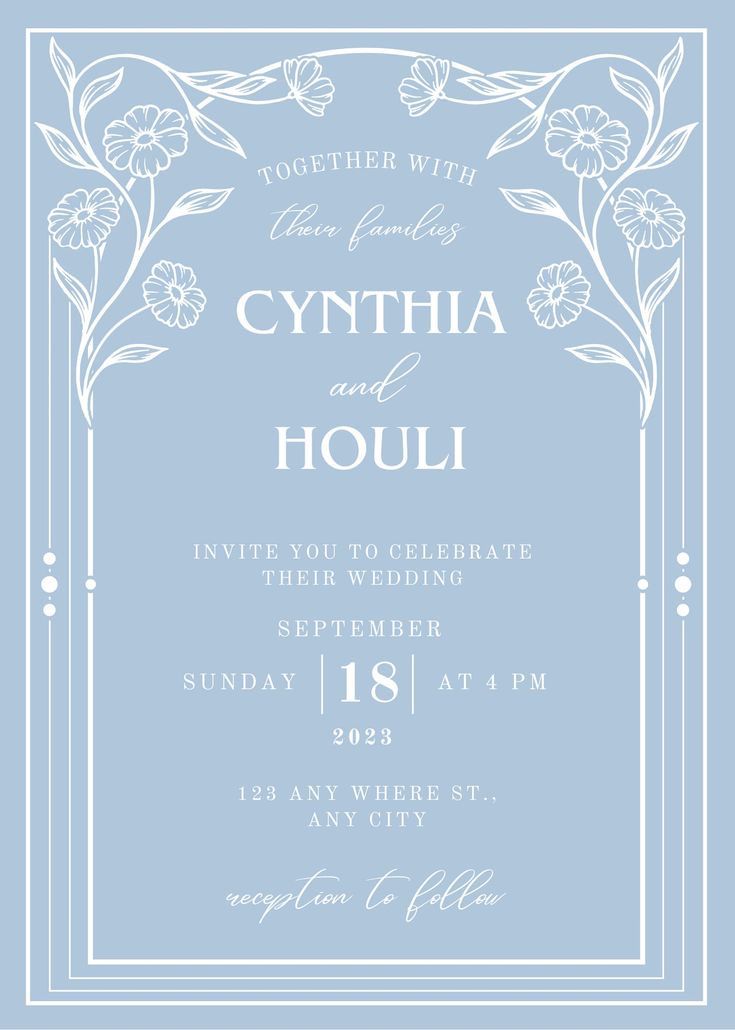 TOGETHER WITH
their families
CYNTHIA
and
HOULI
INVITE YOU TO CELEBRATE
THEIR WEDDING
SEPTEMBER
SUNDAY 18 AT 4 PM
2023
123 ANY WHERE ST.,
ANY CITY
reception to follow